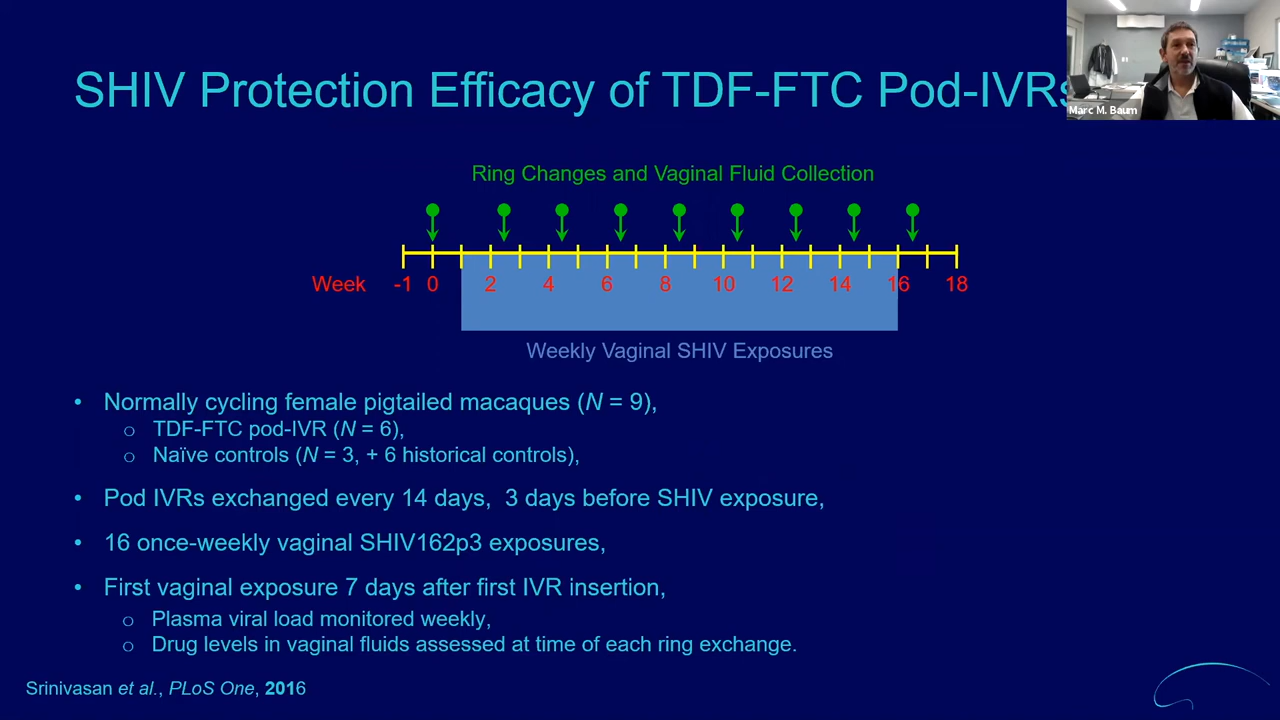 SHIV Protection Efficacy of TDF-FTC Pod-IVRs
Marc M. Baum
Ring Changes and Vaginal Fluid Collection
Week -1 0 2 4 6 8 10 12 14 16 18
Weekly Vaginal SHIV Exposures
• Normally cycling female pigtailed macaques (N = 9),
o TDF-FTC pod-IVR (N = 6),
o Naïve controls (N = 3, + 6 historical controls),
• Pod IVRs exchanged every 14 days, 3 days before SHIV exposure,
• 16 once-weekly vaginal SHIV162p3 exposures,
• First vaginal exposure 7 days after first IVR insertion,
o Plasma viral load monitored weekly,
o Drug levels in vaginal fluids assessed at time of each ring exchange.
Srinivasan et al., PLoS One, 2016